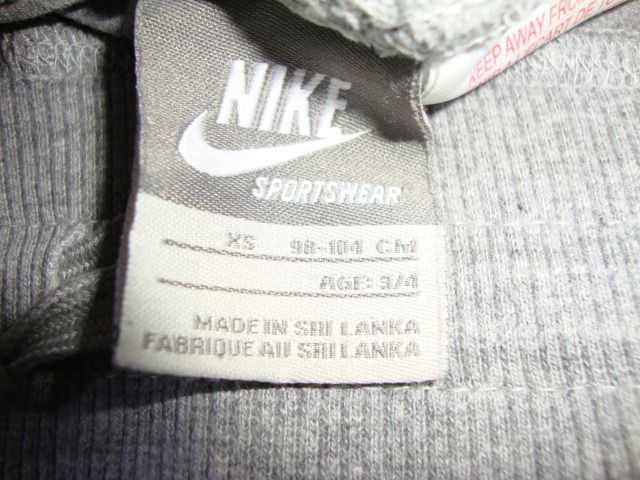 NIKE
SPORTSWEAR
XS 98-104 CM
AGE: 3/4
MADE IN SRI LANKA
FABRIQUE AU SRI LANKA
KEEP AWAY FRO